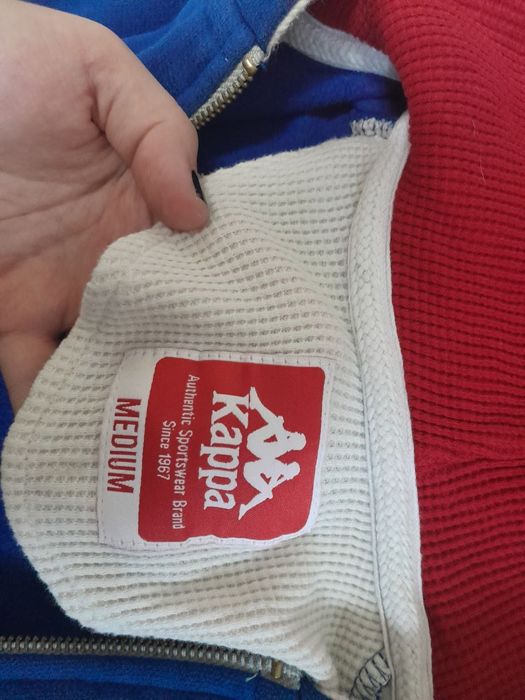 Kappa
Authentic Sportswear Brand
Since 1967
MEDIUM